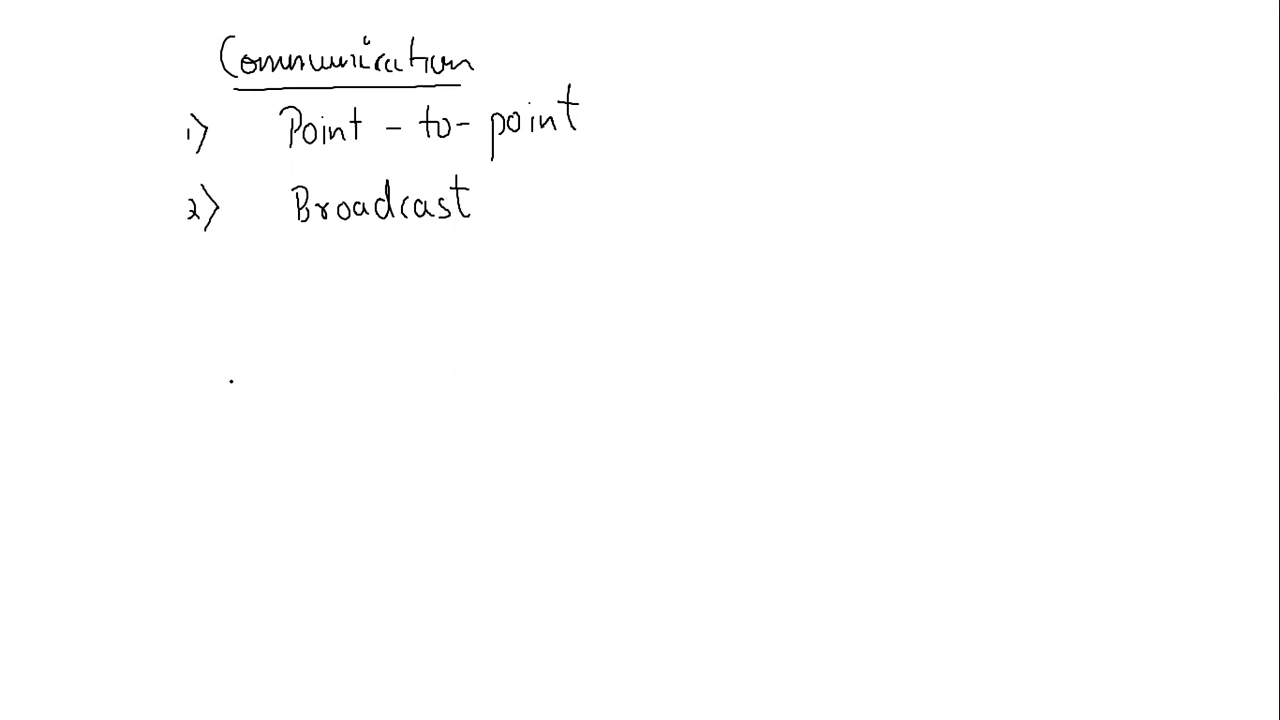 Communication
1) Point - to - point
2) Broadcast